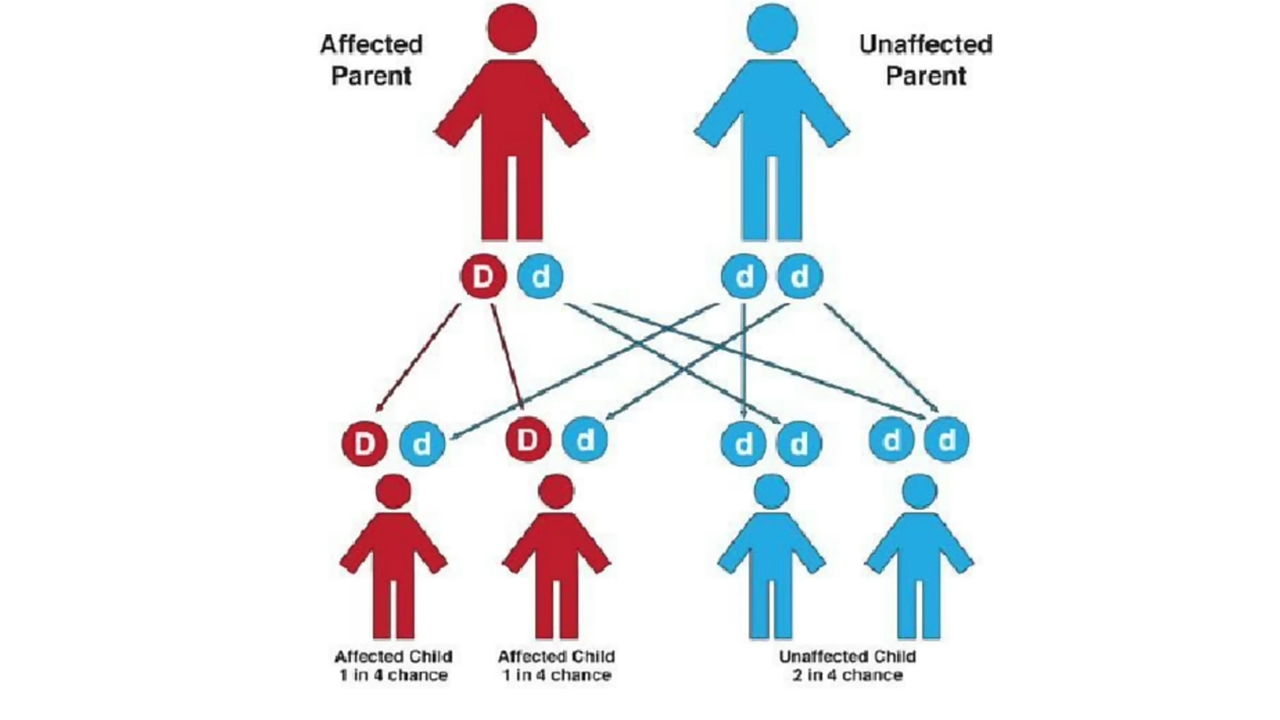 Affected
Parent
Unaffected
Parent
D d d d
D d D d d d d d
Affected Child
1 in 4 chance
Affected Child
1 in 4 chance
Unaffected Child
2 in 4 chance